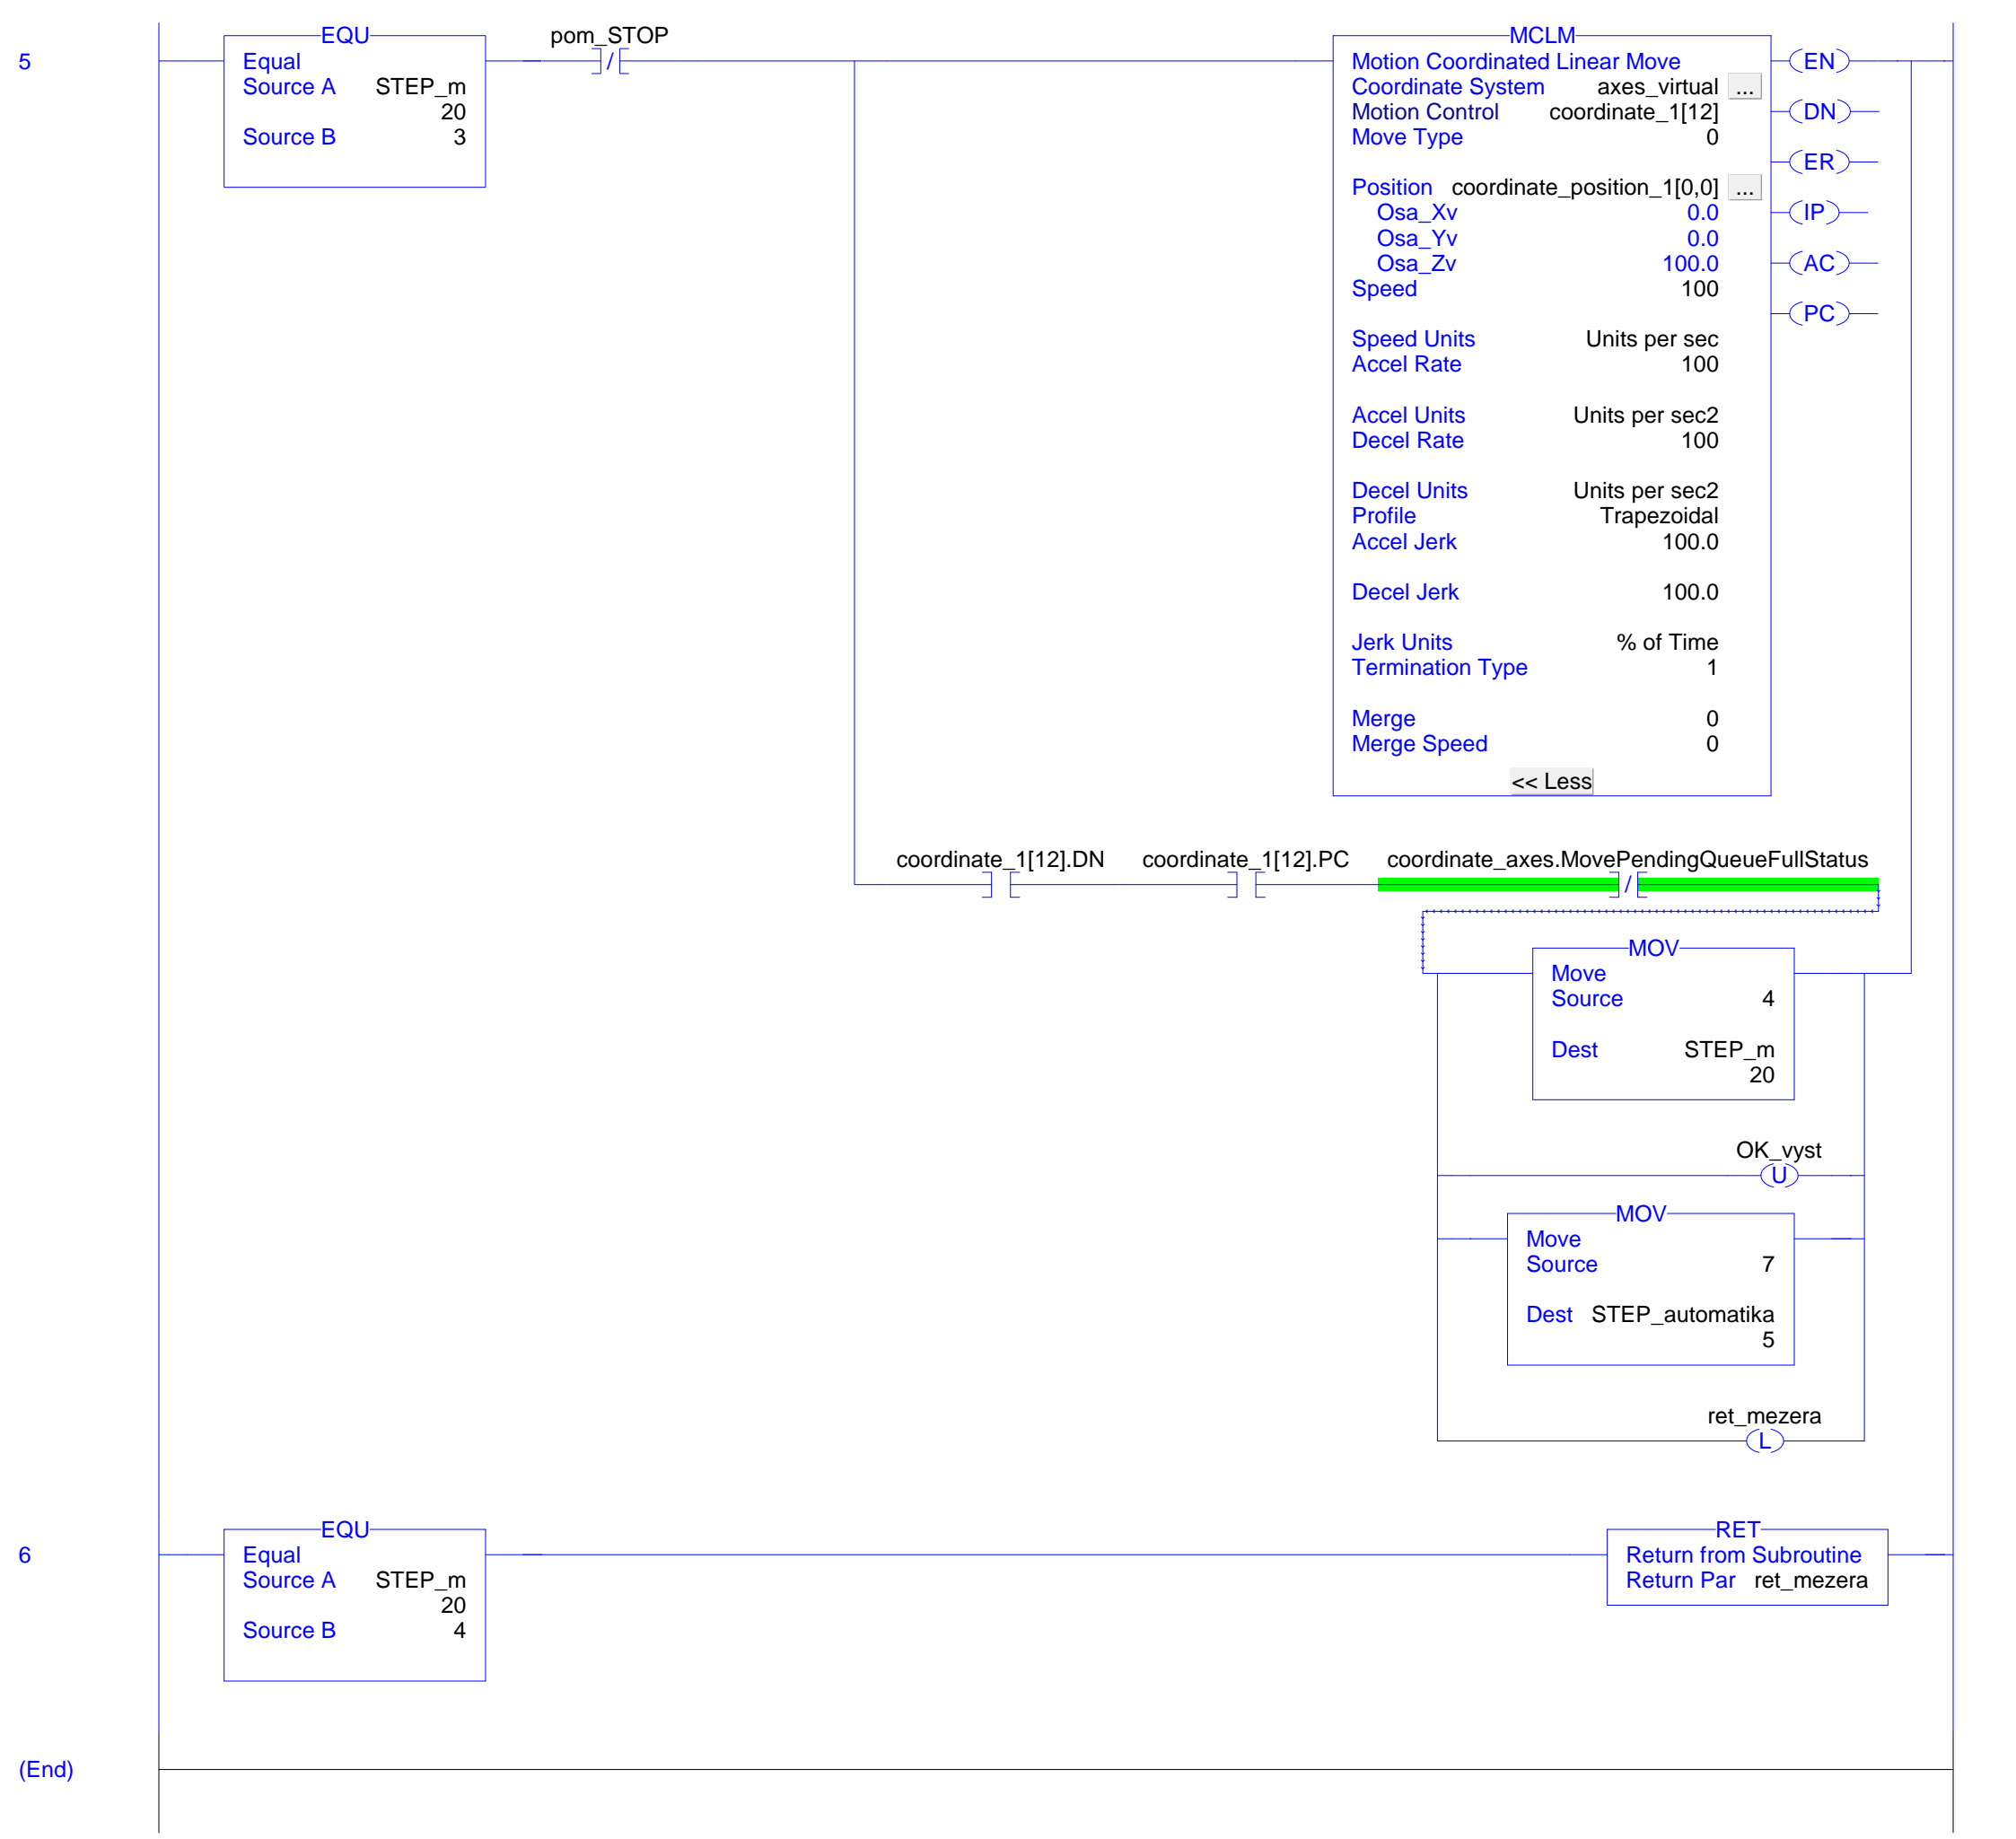 5
EQU
Equal
Source A STEP_m
20
Source B 3
pom_STOP
/
MCLM
Motion Coordinated Linear Move
Coordinate System axes_virtual ...
Motion Control coordinate_1[12]
Move Type 0
Position coordinate_position_1[0,0] ...
Osa_Xv 0.0
Osa_Yv 0.0
Osa_Zv 100.0
Speed 100
Speed Units Units per sec
Accel Rate 100
Accel Units Units per sec2
Decel Rate 100
Decel Units Units per sec2
Profile Trapezoidal
Accel Jerk 100.0
Decel Jerk 100.0
Jerk Units % of Time
Termination Type 1
Merge 0
Merge Speed 0
<< Less
EN
DN
ER
IP
AC
PC
coordinate_1[12].DN coordinate_1[12].PC coordinate_axes.MovePendingQueueFullStatus
/
MOV
Move
Source 4
Dest STEP_m
20
OK_vyst
U
MOV
Move
Source 7
Dest STEP_automatika
5
ret_mezera
L
6
EQU
Equal
Source A STEP_m
20
Source B 4
RET
Return from Subroutine
Return Par ret_mezera
(End)